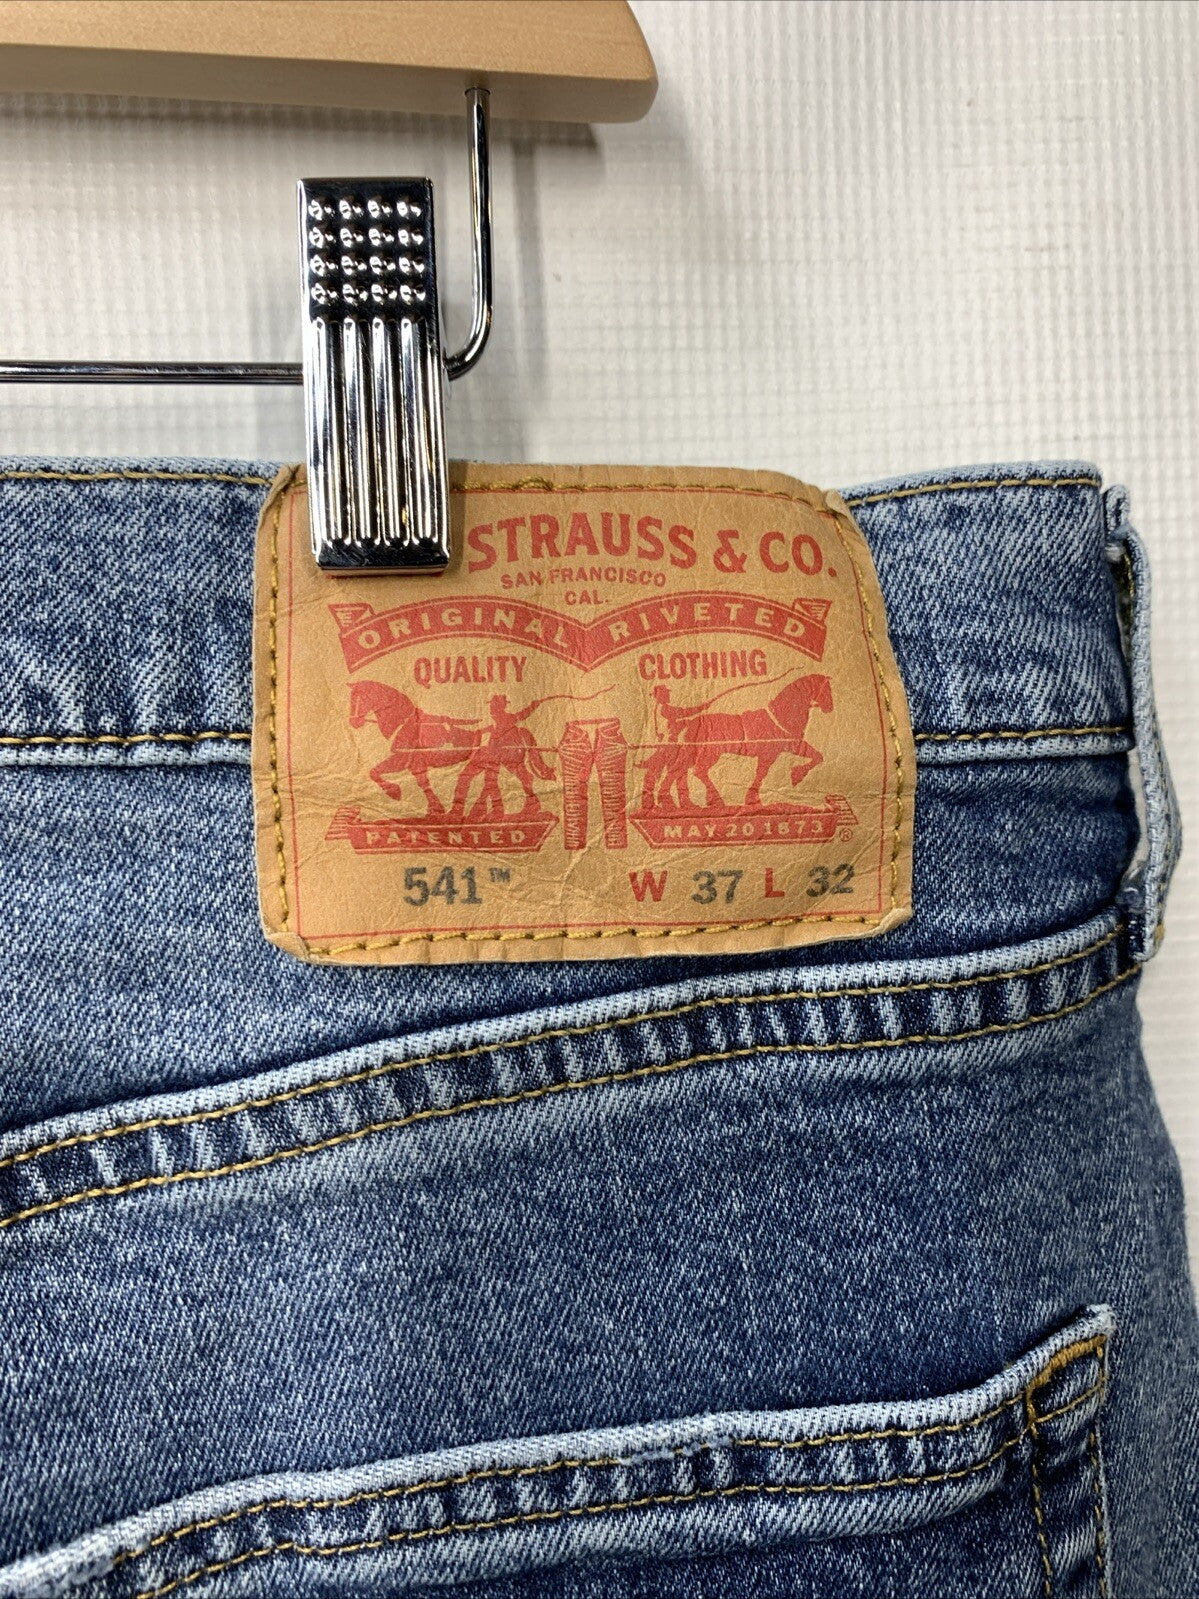 STRAUSS & CO.
SAN FRANCISCO
CAL.
ORIGINAL RIVETED
QUALITY CLOTHING
PATENTED MAY 20 1873 ®
541™ W 37 L 32